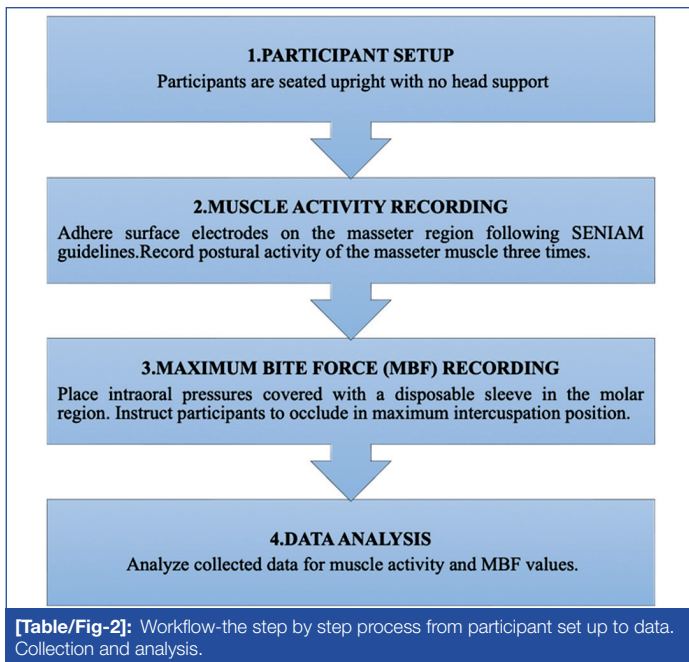 1.PARTICIPANT SETUP
Participants are seated upright with no head support
2.MUSCLE ACTIVITY RECORDING
Adhere surface electrodes on the masseter region following SENIAM
guidelines.Record postural activity of the masseter muscle three times.
3.MAXIMUM BITE FORCE (MBF) RECORDING
Place intraoral pressures covered with a disposable sleeve in the molar
region. Instruct participants to occlude in maximum intercuspation position.
4.DATA ANALYSIS
Analyze collected data for muscle activity and MBF values.
[Table/Fig-2]: Workflow-the step by step process from participant set up to data.
Collection and analysis.